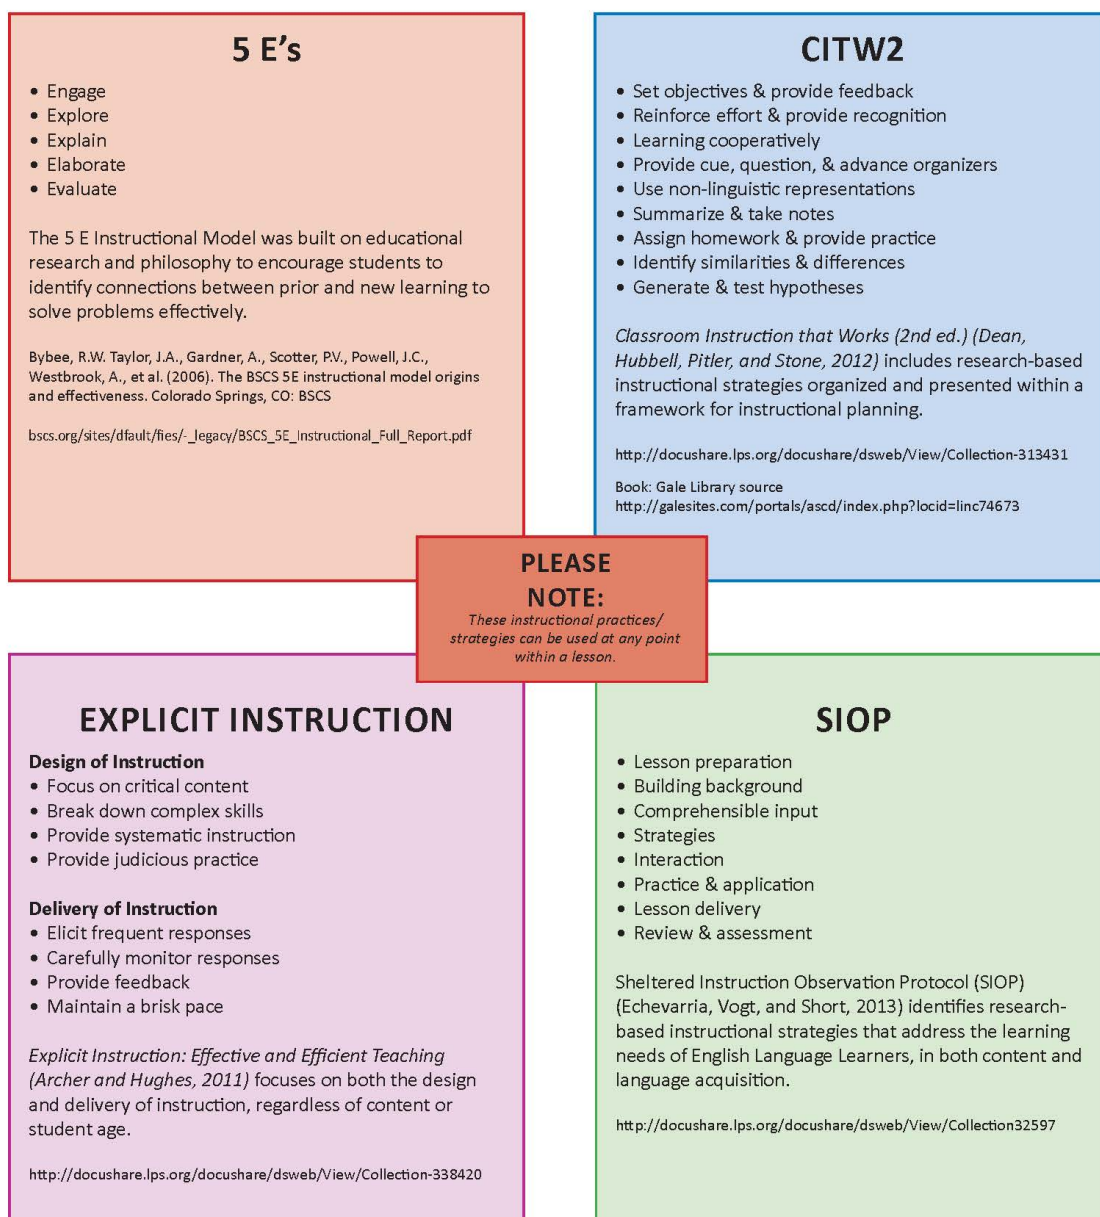 5 E's
• Engage
• Explore
• Explain
• Elaborate
• Evaluate
The 5 E Instructional Model was built on educational
research and philosophy to encourage students to
identify connections between prior and new learning to
solve problems effectively.
Bybee, R.W. Taylor, J.A., Gardner, A., Scotter, P.V., Powell, J.C.,
Westbrook, A., et al. (2006). The BSCS 5E instructional model origins
and effectiveness. Colorado Springs, CO: BSCS
bscs.org/sites/dfault/fies/-_legacy/BSCS_5E_Instructional_Full_Report.pdf
CITW2
• Set objectives & provide feedback
• Reinforce effort & provide recognition
• Learning cooperatively
• Provide cue, question, & advance organizers
• Use non-linguistic representations
• Summarize & take notes
• Assign homework & provide practice
• Identify similarities & differences
• Generate & test hypotheses
Classroom Instruction that Works (2nd ed.) (Dean,
Hubbell, Pitler, and Stone, 2012) includes research-based
instructional strategies organized and presented within a
framework for instructional planning.
http://docushare.lps.org/docushare/dsweb/View/Collection-313431
Book: Gale Library source
http://galesites.com/portals/ascd/index.php?locid=linc74673
PLEASE
NOTE:
These instructional practices/
strategies can be used at any point
within a lesson.
EXPLICIT INSTRUCTION
Design of Instruction
• Focus on critical content
• Break down complex skills
• Provide systematic instruction
• Provide judicious practice
Delivery of Instruction
• Elicit frequent responses
• Carefully monitor responses
• Provide feedback
• Maintain a brisk pace
Explicit Instruction: Effective and Efficient Teaching
(Archer and Hughes, 2011) focuses on both the design
and delivery of instruction, regardless of content or
student age.
http://docushare.lps.org/docushare/dsweb/View/Collection-338420
SIOP
• Lesson preparation
• Building background
• Comprehensible input
• Strategies
• Interaction
• Practice & application
• Lesson delivery
• Review & assessment
Sheltered Instruction Observation Protocol (SIOP)
(Echevarria, Vogt, and Short, 2013) identifies research-
based instructional strategies that address the learning
needs of English Language Learners, in both content and
language acquisition.
http://docushare.lps.org/docushare/dsweb/View/Collection32597